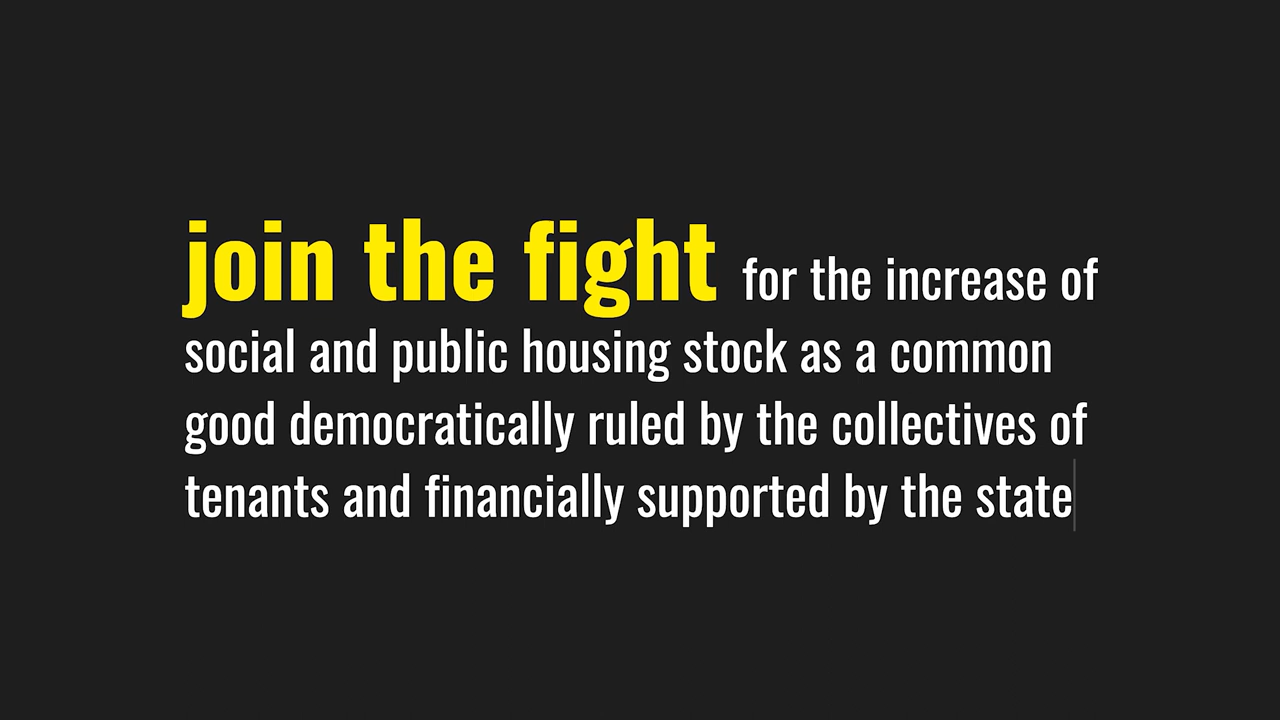 join the fight for the increase of
social and public housing stock as a common
good democratically ruled by the collectives of
tenants and financially supported by the state